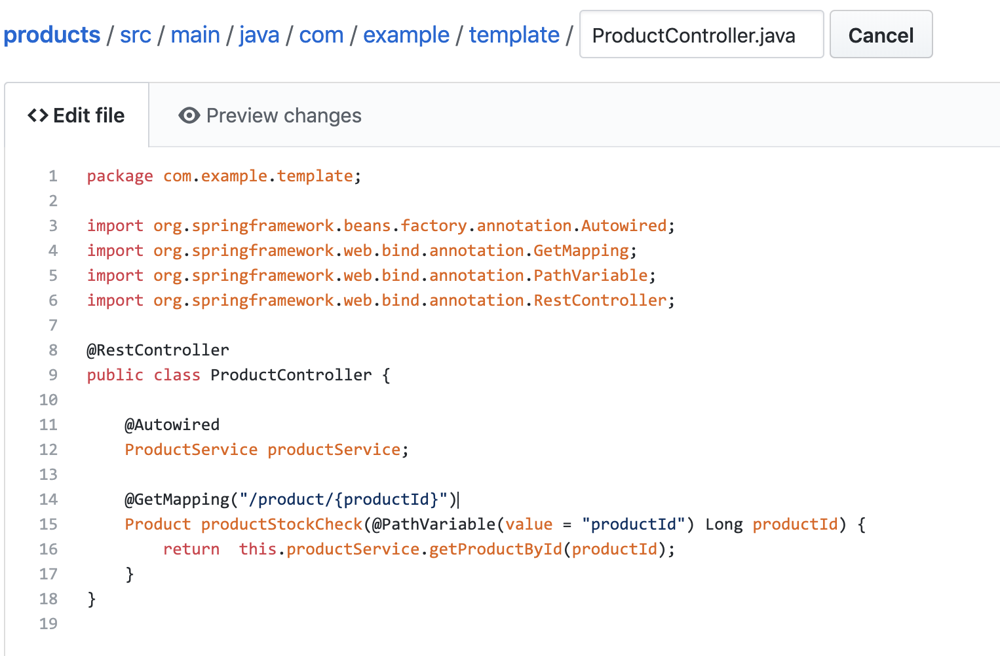 products / src / main / java / com / example / template / ProductController.java Cancel
<> Edit file Preview changes
1 package com.example.template;
2
3 import org.springframework.beans.factory.annotation.Autowired;
4 import org.springframework.web.bind.annotation.GetMapping;
5 import org.springframework.web.bind.annotation.PathVariable;
6 import org.springframework.web.bind.annotation.RestController;
7
8 @RestController
9 public class ProductController {
10
11     @Autowired
12     ProductService productService;
13
14     @GetMapping("/product/{productId}")
15     Product productStockCheck(@PathVariable(value = "productId") Long productId) {
16         return  this.productService.getProductById(productId);
17     }
18 }
19